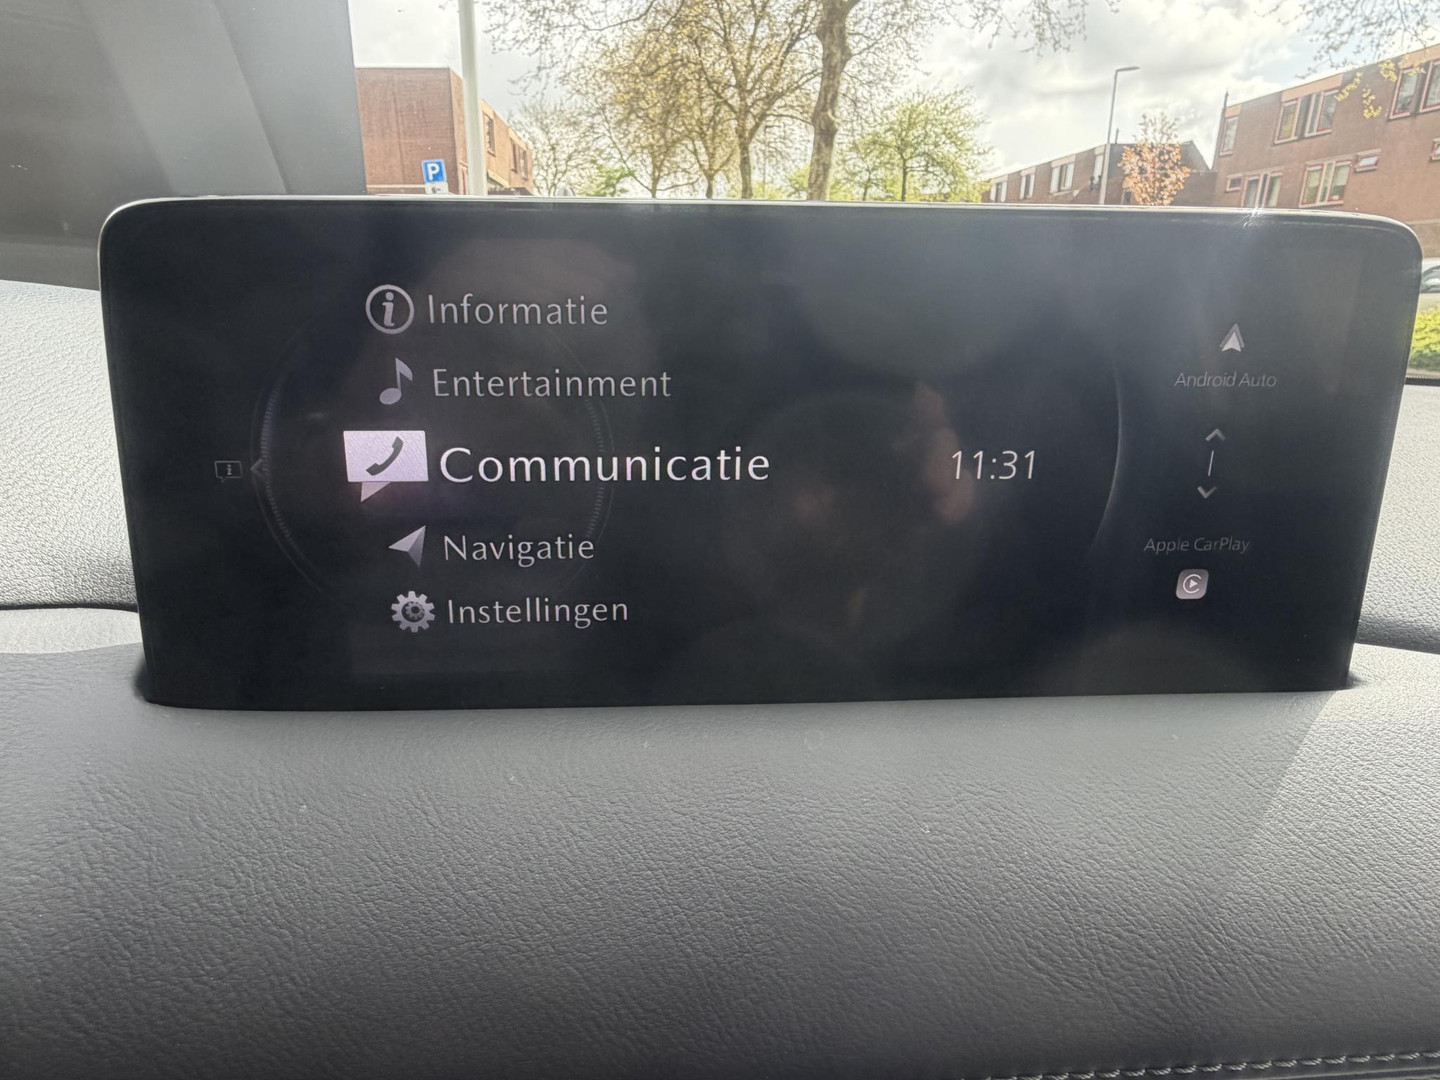 P
Informatie
Entertainment
Communicatie
11:31
Navigatie
Instellingen
Android Auto
Apple CarPlay